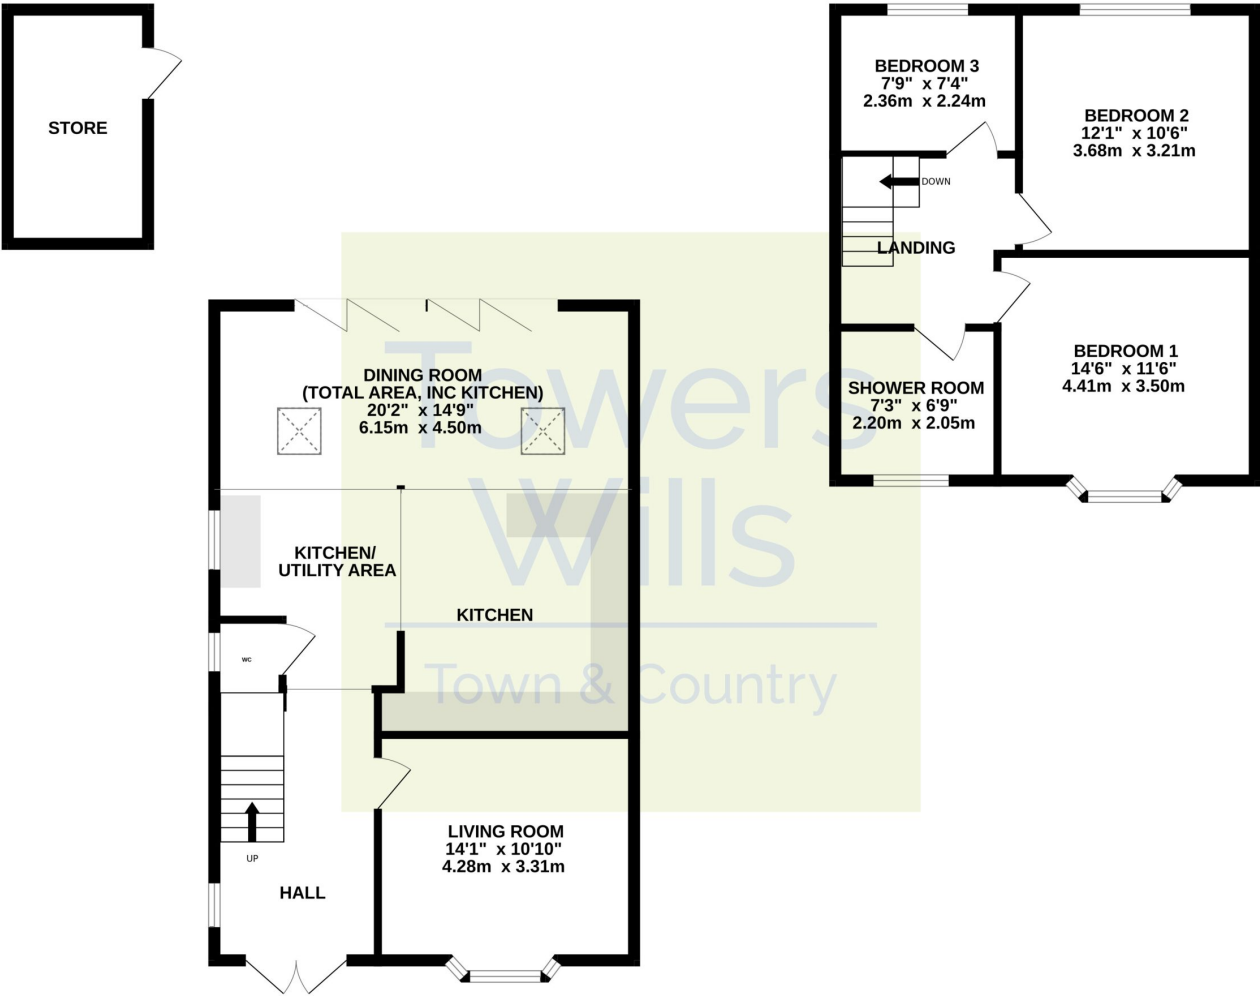 STORE
BEDROOM 3
7'9" x 7'4"
2.36m x 2.24m
BEDROOM 2
12'1" x 10'6"
3.68m x 3.21m
DOWN
LANDING
BEDROOM 1
14'6" x 11'6"
4.41m x 3.50m
SHOWER ROOM
7'3" x 6'9"
2.20m x 2.05m
DINING ROOM
(TOTAL AREA, INC KITCHEN)
20'2" x 14'9"
6.15m x 4.50m
Towers
Wills
Town & Country
KITCHEN/
UTILITY AREA
KITCHEN
WC
LIVING ROOM
14'1" x 10'10"
4.28m x 3.31m
UP
HALL